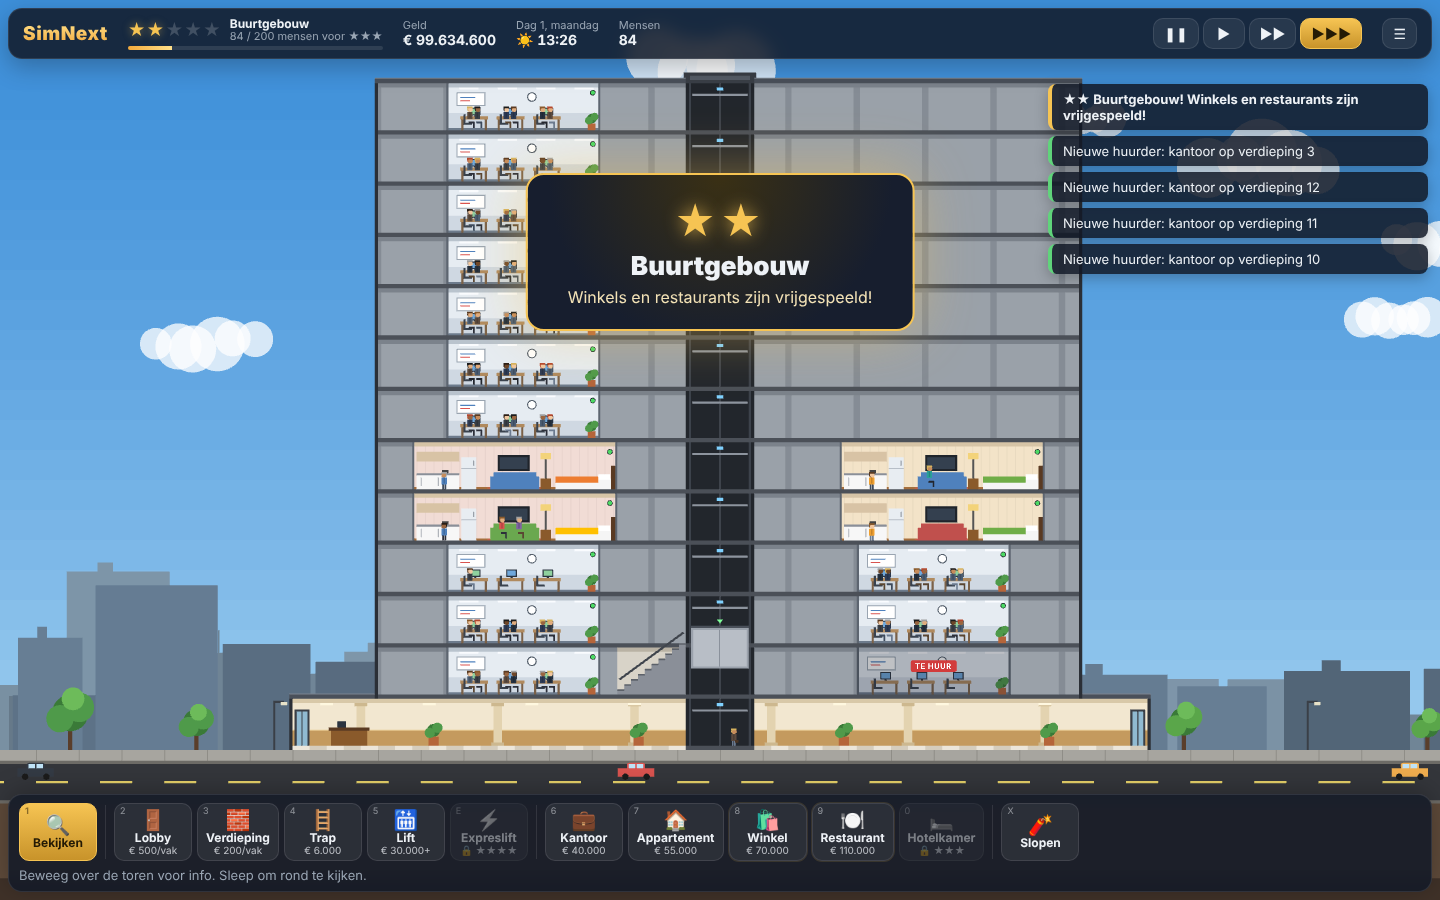 SimNext
Buurtgebouw
84 / 200 mensen voor ★★★
Geld
€ 99.634.600
Dag 1, maandag
13:26
Mensen
84
★★ Buurtgebouw! Winkels en restaurants zijn
vrijgespeeld!
Nieuwe huurder: kantoor op verdieping 3
Nieuwe huurder: kantoor op verdieping 12
Nieuwe huurder: kantoor op verdieping 11
Nieuwe huurder: kantoor op verdieping 10
Buurtgebouw
Winkels en restaurants zijn vrijgespeeld!
TE HUUR
1
Bekijken
2
Lobby
€ 500/vak
3
Verdieping
€ 200/vak
4
Trap
€ 6.000
5
Lift
€ 30.000+
E
Expreslift
★★★★
6
Kantoor
€ 40.000
7
Appartement
€ 55.000
8
Winkel
€ 70.000
9
Restaurant
€ 110.000
0
Hotelkamer
★★★
X
Slopen
Beweeg over de toren voor info. Sleep om rond te kijken.